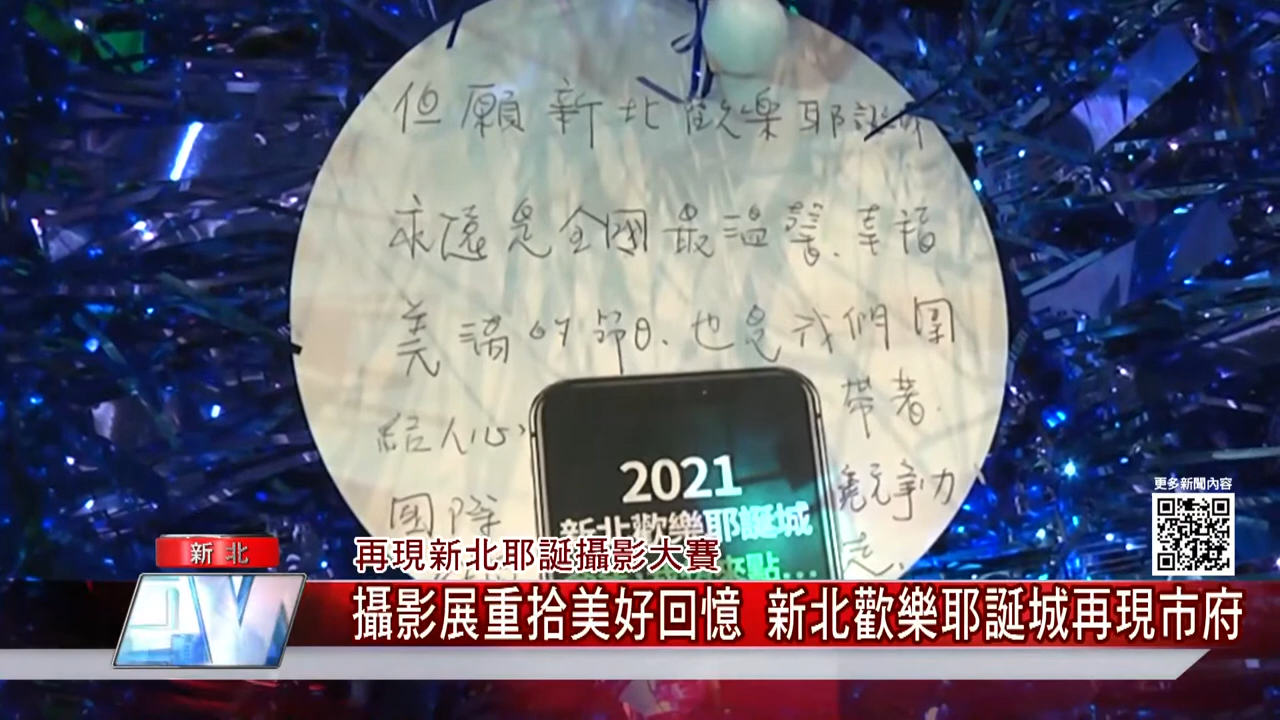 但願新北歡樂耶誕城
永遠是全國最溫馨、幸福
美滿的節日、也是我們團
結人心、
帶著
國際
競爭力
走、
2021
新北歡樂耶誕城
更多新聞內容
新北
再現新北耶誕攝影大賽
攝影展重拾美好回憶 新北歡樂耶誕城再現市府